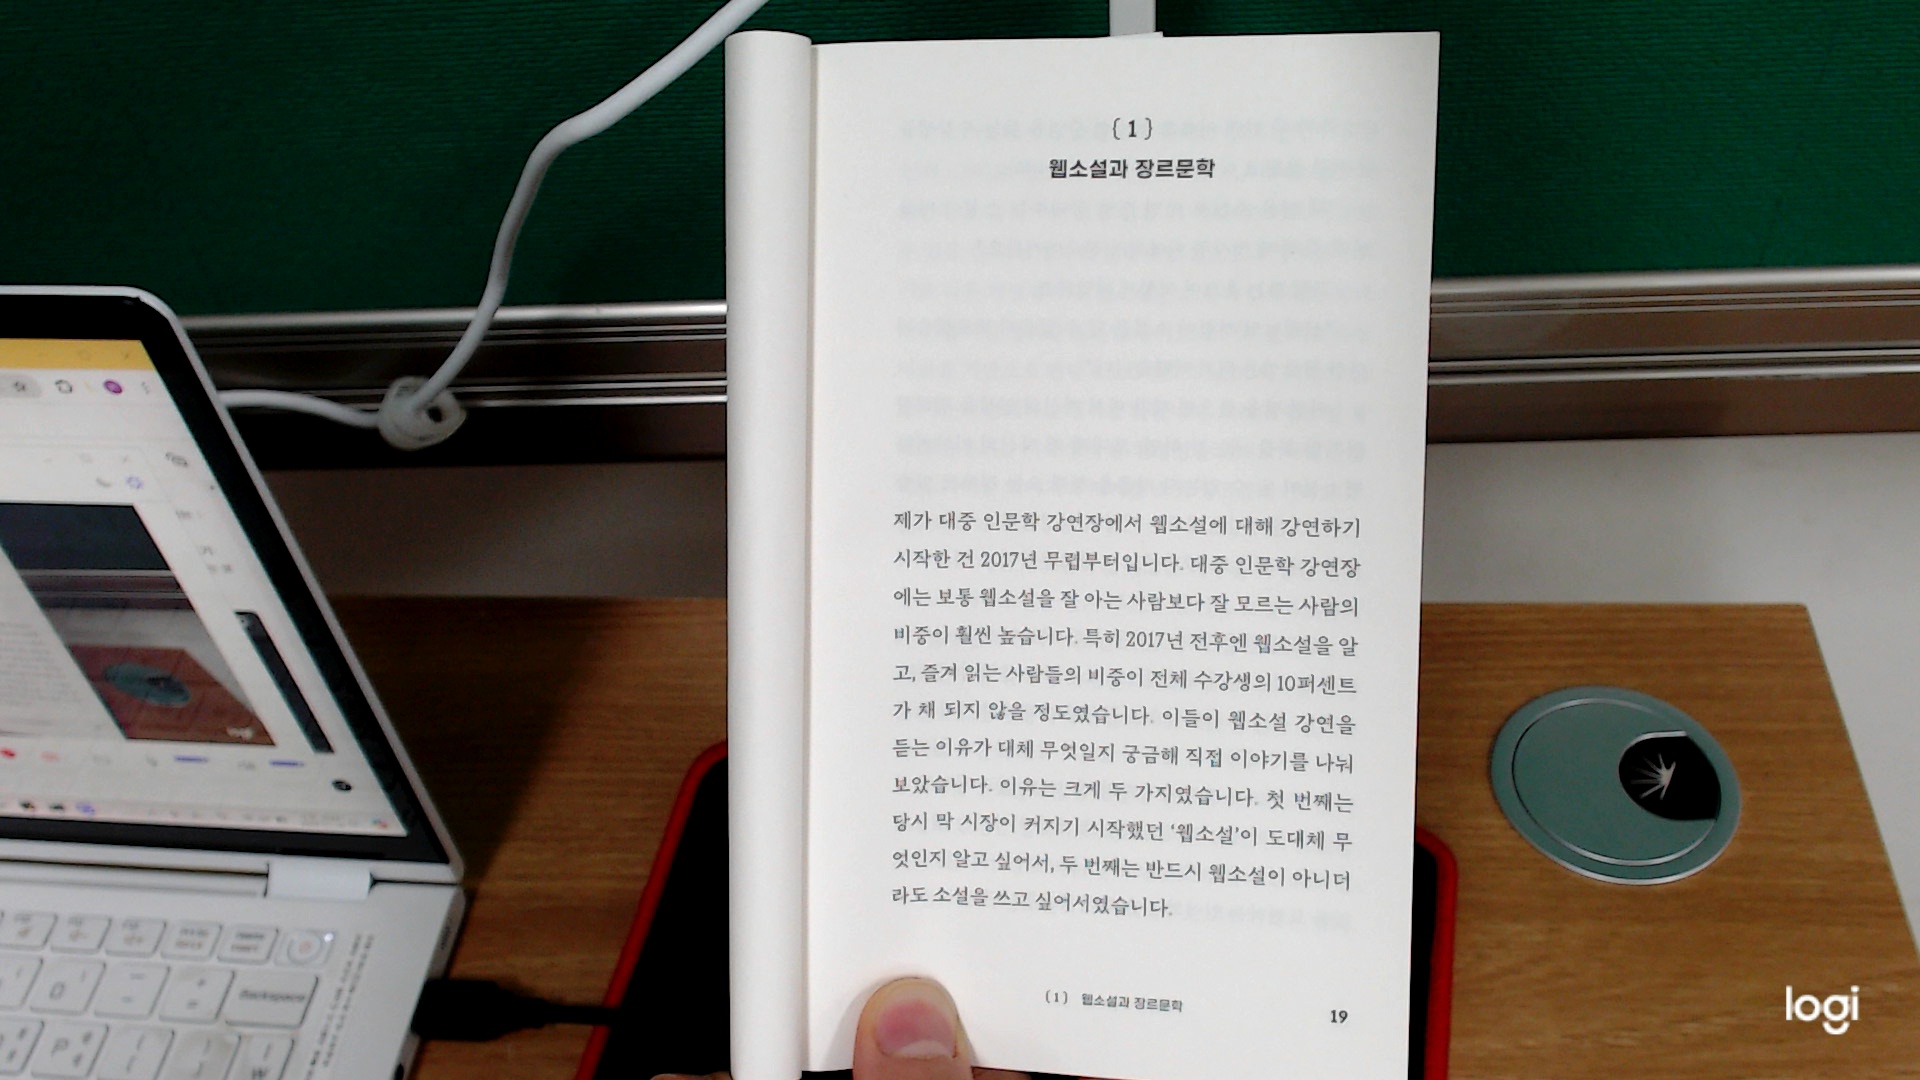 { 1 }
웹소설과 장르문학
제가 대중 인문학 강연장에서 웹소설에 대해 강연하기
시작한 건 2017년 무렵부터입니다. 대중 인문학 강연장
에는 보통 웹소설을 잘 아는 사람보다 잘 모르는 사람의
비중이 훨씬 높습니다. 특히 2017년 전후엔 웹소설을 알
고, 즐겨 읽는 사람들의 비중이 전체 수강생의 10퍼센트
가 채 되지 않을 정도였습니다. 이들이 웹소설 강연을
듣는 이유가 대체 무엇일지 궁금해 직접 이야기를 나눠
보았습니다. 이유는 크게 두 가지였습니다. 첫 번째는
당시 막 시장이 커지기 시작했던 ‘웹소설’이 도대체 무
엇인지 알고 싶어서, 두 번째는 반드시 웹소설이 아니더
라도 소설을 쓰고 싶어서였습니다.
(1) 웹소설과 장르문학
19
Backspace
logi